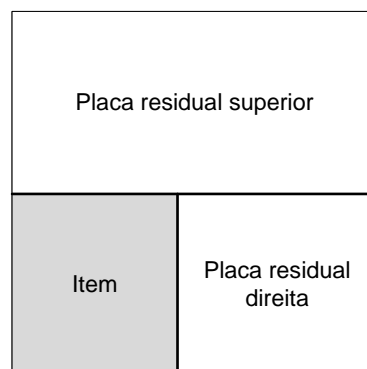 Placa residual superior
Item
Placa residual
direita